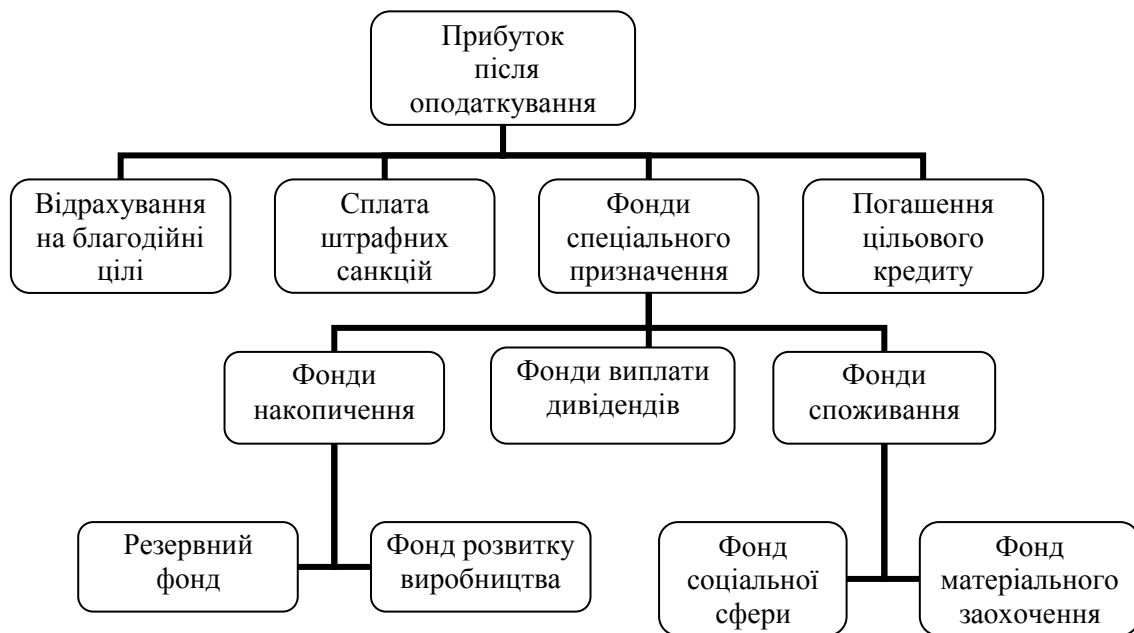 Прибуток
після
оподаткування
Відрахування
на благодійні
цілі
Сплата
штрафних
санкцій
Фонди
спеціального
призначення
Погашення
цільового
кредиту
Фонди
накопичення
Фонди виплати
дивідендів
Фонди
споживання
Резервний
фонд
Фонд розвитку
виробництва
Фонд
соціальної
сфери
Фонд
матеріального
заохочення